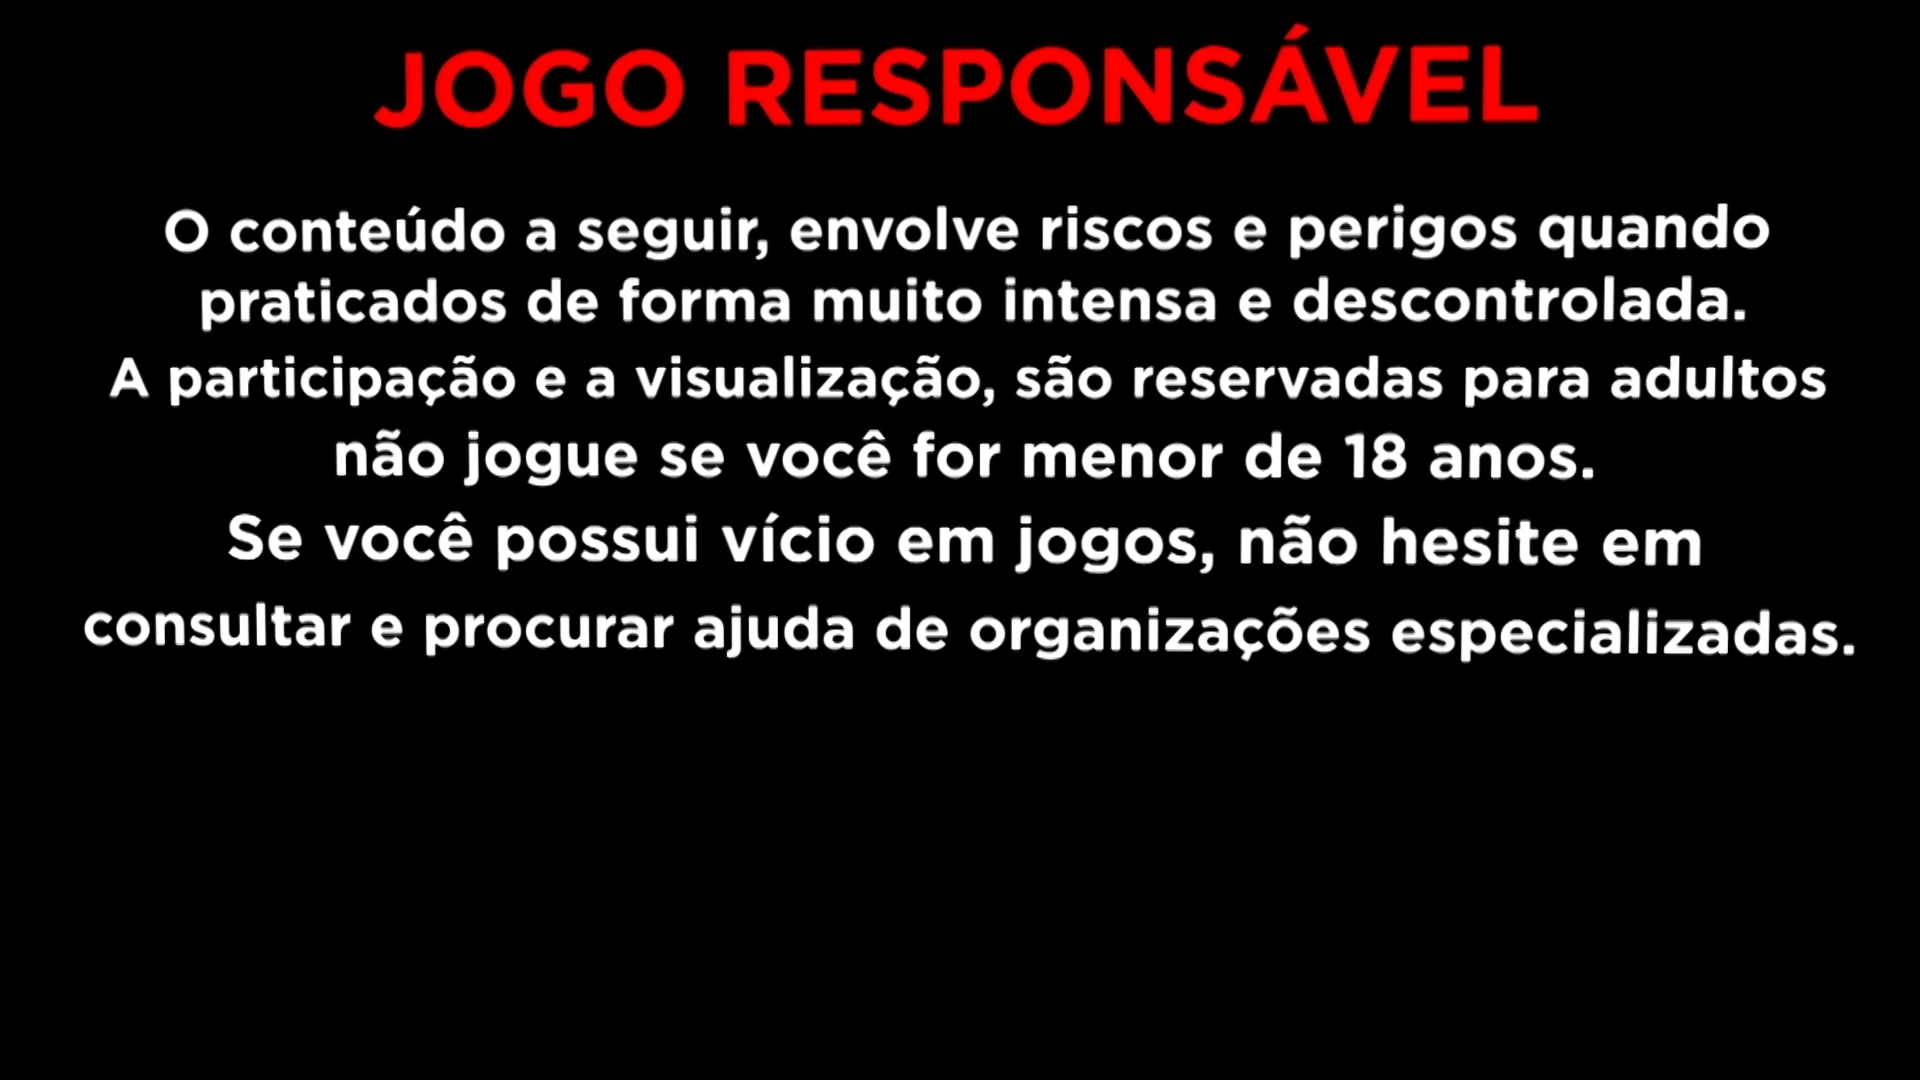 JOGO RESPONSÁVEL
O conteúdo a seguir, envolve riscos e perigos quando
praticados de forma muito intensa e descontrolada.
A participação e a visualização, são reservadas para adultos
não jogue se você for menor de 18 anos.
Se você possui vício em jogos, não hesite em
consultar e procurar ajuda de organizações especializadas.